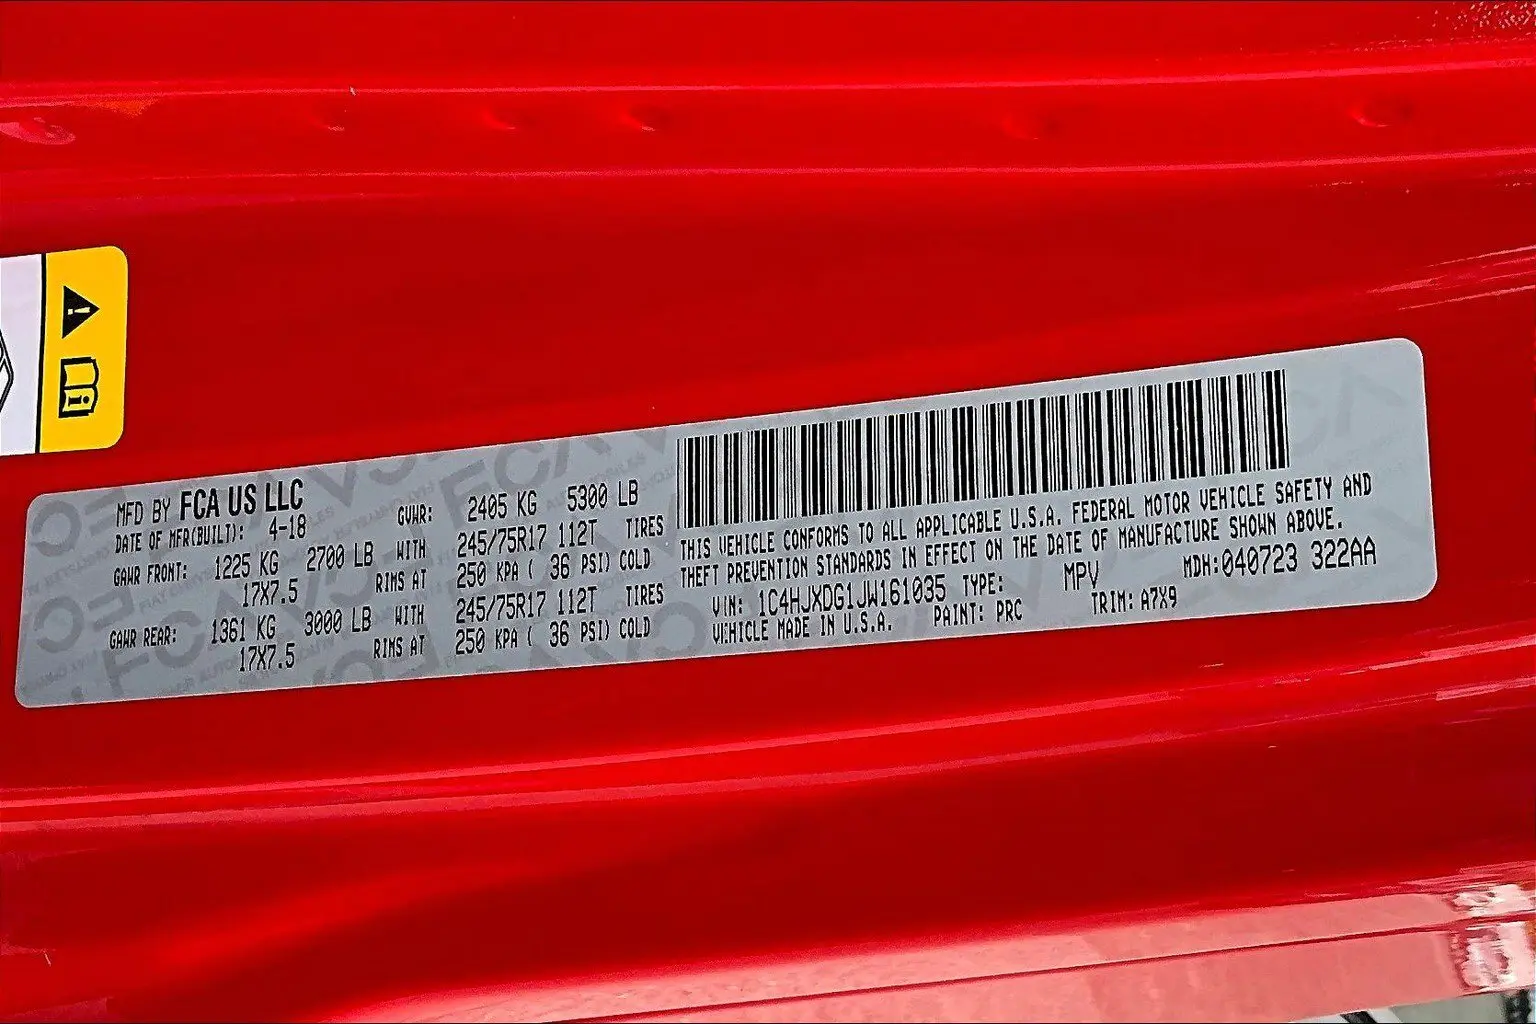 MFD BY FCA US LLC
DATE OF MFR(BUILT): 4-18
GVWR: 2405 KG 5300 LB
GAWR FRONT: 1225 KG 2700 LB WITH 245/75R17 112T TIRES
17X7.5 RIMS AT 250 KPA ( 36 PSI) COLD
GAWR REAR: 1361 KG 3000 LB WITH 245/75R17 112T TIRES
17X7.5 RIMS AT 250 KPA ( 36 PSI) COLD
THIS VEHICLE CONFORMS TO ALL APPLICABLE U.S.A. FEDERAL MOTOR VEHICLE SAFETY AND
THEFT PREVENTION STANDARDS IN EFFECT ON THE DATE OF MANUFACTURE SHOWN ABOVE.
VIN: 1C4HJXDG1JW161035 TYPE: MPV MDH:040723 322AA
VEHICLE MADE IN U.S.A. PAINT: PRC TRIM: A7X9